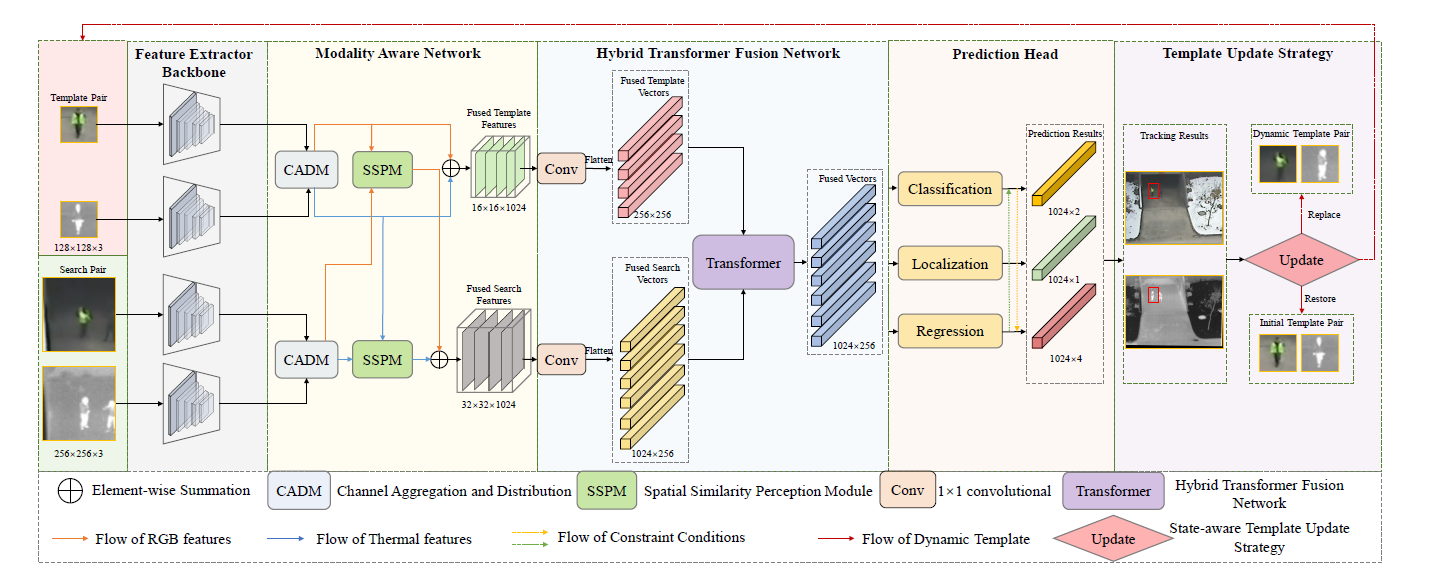 Feature Extractor
Backbone
Modality Aware Network
Hybrid Transformer Fusion Network
Prediction Head
Template Update Strategy
Template Pair
128×128×3
Search Pair
256×256×3
CADM
SSPM
Fused Template
Features
16×16×1024
CADM
SSPM
Fused Search
Features
32×32×1024
Conv
Flatten
Conv
Flatten
Fused Template
Vectors
256×256
Fused Search
Vectors
1024×256
Transformer
Fused Vectors
1024×256
Classification
Localization
Regression
Prediction Results
1024×2
1024×1
1024×4
Tracking Results
Dynamic Template Pair
Replace
Update
Restore
Initial Template Pair
Element-wise Summation
CADM
Channel Aggregation and Distribution
SSPM
Spatial Similarity Perception Module
Conv
1×1 convolutional
Transformer
Hybrid Transformer Fusion
Network
Flow of RGB features
Flow of Thermal features
Flow of Constraint Conditions
Flow of Dynamic Template
Update
State-aware Template Update
Strategy